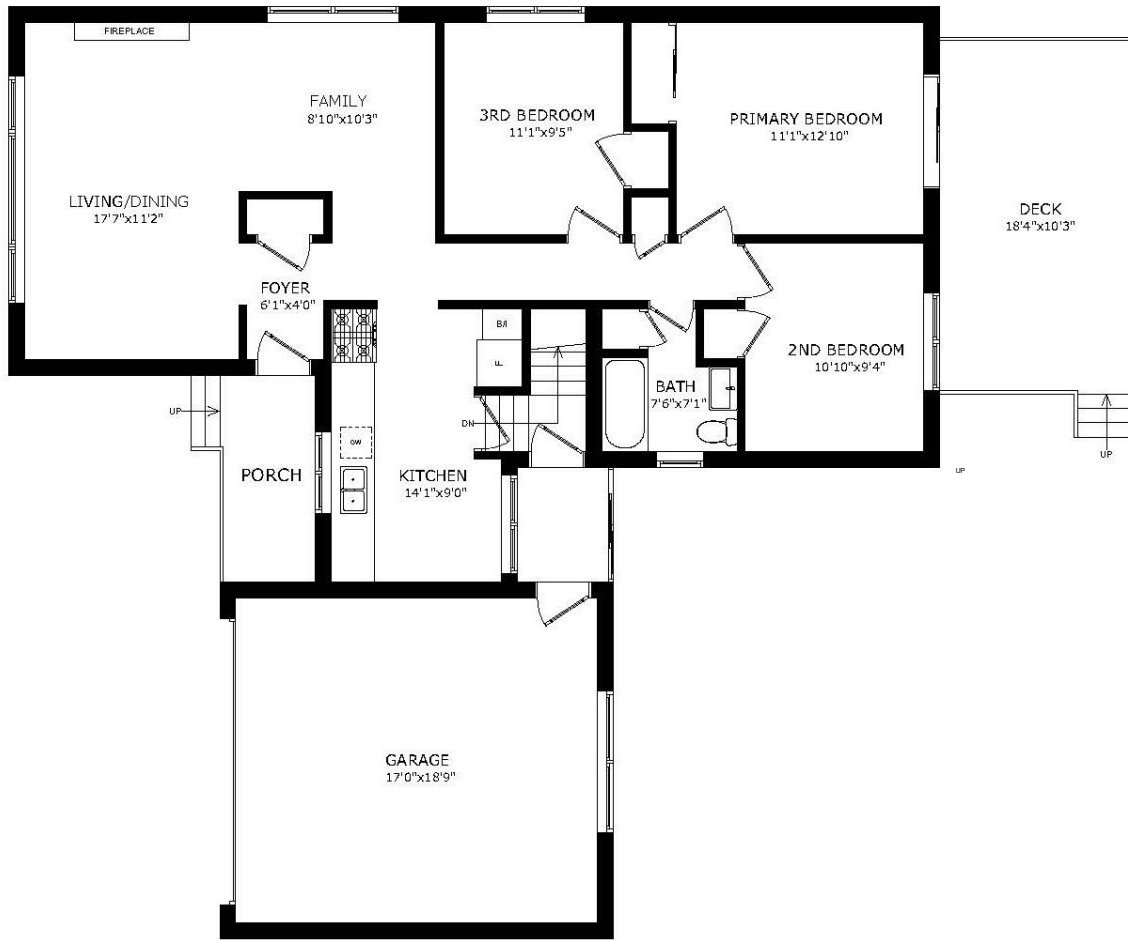 FIREPLACE
FAMILY
8'10"x10'3"
3RD BEDROOM
11'1"x9'5"
PRIMARY BEDROOM
11'1"x12'10"
LIVING/DINING
17'7"x11'2"
DECK
18'4"x10'3"
FOYER
6'1"x4'0"
B/I
F
2ND BEDROOM
10'10"x9'4"
BATH
7'6"x7'1"
UP
DN
DW
PORCH
KITCHEN
14'1"x9'0"
UP
UP
GARAGE
17'0"x18'9"